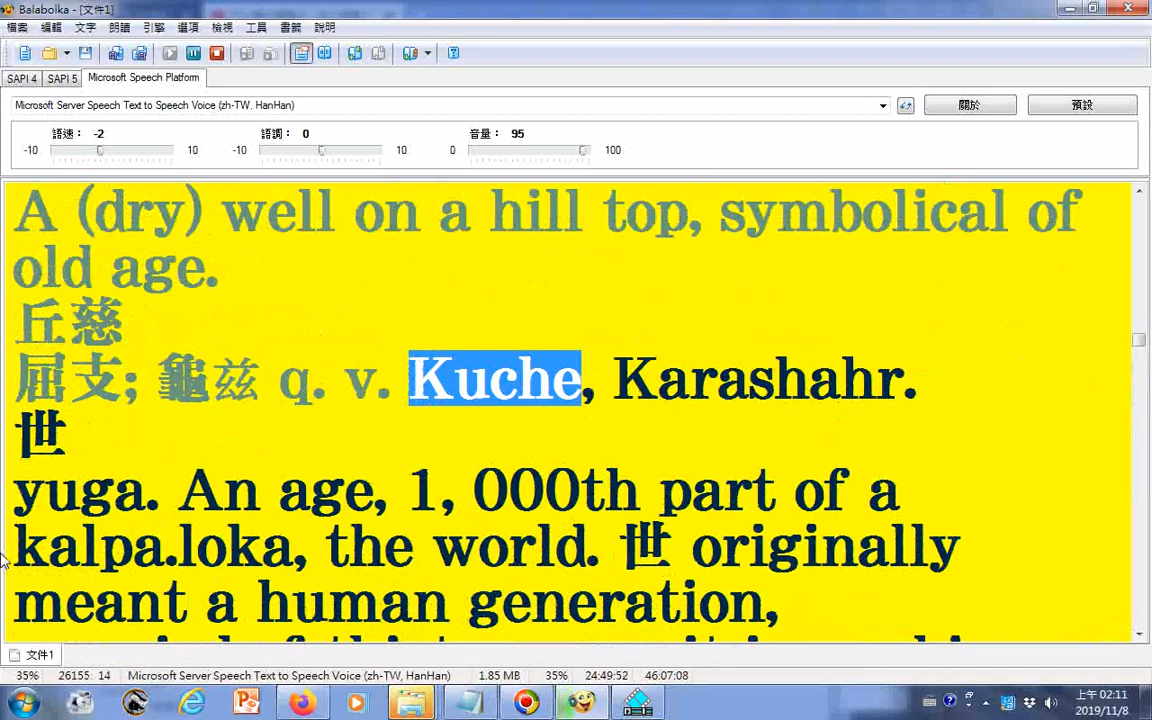 Balabolka - [文件1]
檔案 編輯 文字 朗讀 引擎 選項 檢視 工具 書籤 說明
SAPI 4 SAPI 5 Microsoft Speech Platform
Microsoft Server Speech Text to Speech Voice (zh-TW, HanHan) 關於 預設
語速： -2 語調： 0 音量： 95
-10 10 -10 10 0 100
A (dry) well on a hill top, symbolical of
old age.
丘慈
屈支; 龜茲 q. v. Kuche, Karashahr.
世
yuga. An age, 1, 000th part of a
kalpa.loka, the world. 世 originally
meant a human generation,
文件1
35% 26155: 14 Microsoft Server Speech Text to Speech Voice (zh-TW, HanHan) 1.85 MB 35% 24:49:52 46:07:08
上午 02:11
2019/11/8